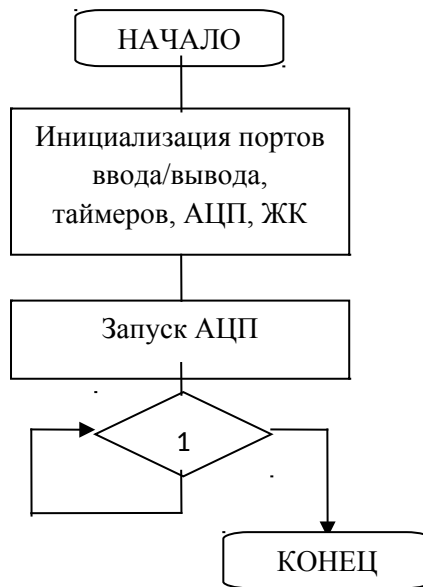 НАЧАЛО
Инициализация портов
ввода/вывода,
таймеров, АЦП, ЖК
Запуск АЦП
1
КОНЕЦ